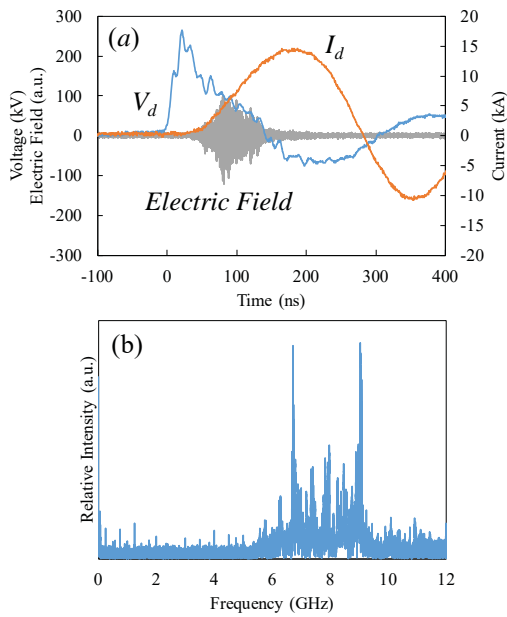 (a)
V_d
I_d
Electric Field
300
200
100
0
-100
-200
-300
Voltage (kV)
Electric Field (a.u.)
20
15
10
5
0
-5
-10
-15
-20
Current (kA)
-100 0 100 200 300 400
Time (ns)
(b)
Relative Intensity (a.u.)
0 2 4 6 8 10 12
Frequency (GHz)